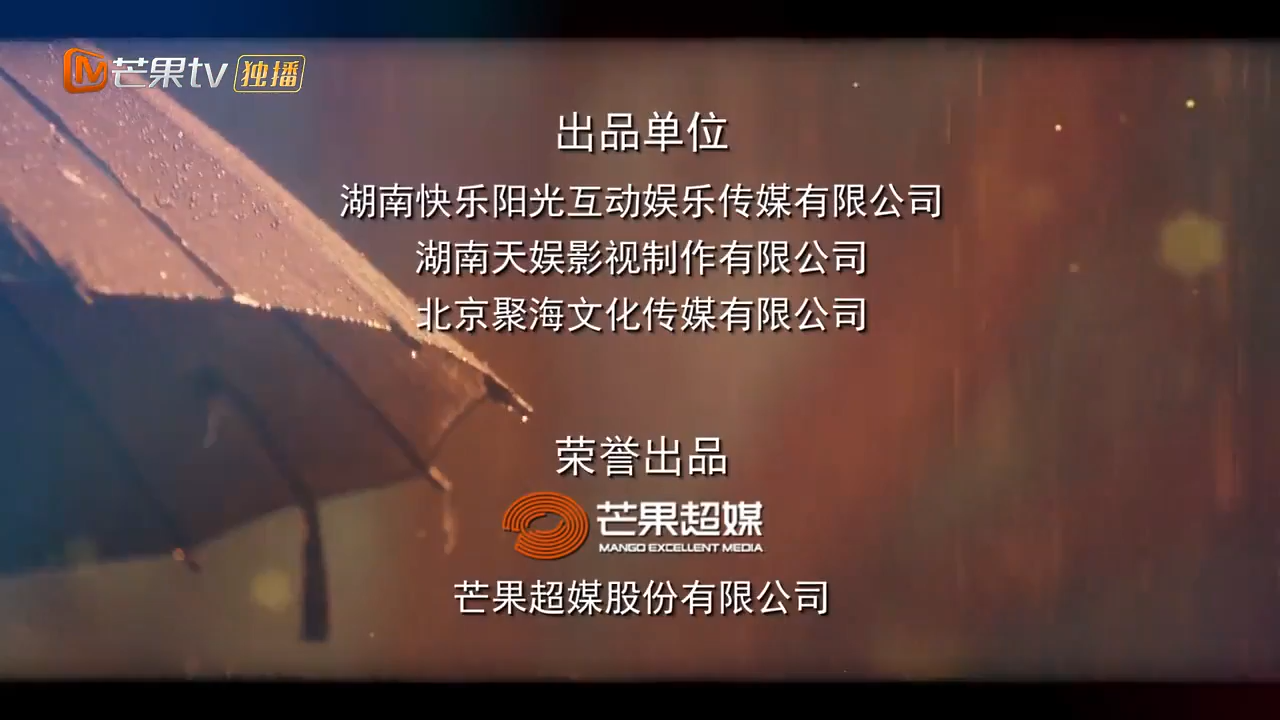 芒果tv 独播
出品单位
湖南快乐阳光互动娱乐传媒有限公司
湖南天娱影视制作有限公司
北京聚海文化传媒有限公司
荣誉出品
芒果超媒
MANGO EXCELLENT MEDIA
芒果超媒股份有限公司